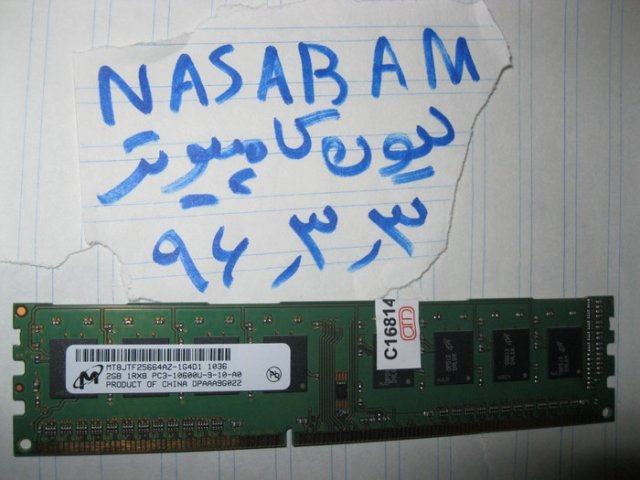 NASABAM
لیون کامپیوتر
۹۶٫۳٫۳
MT8JTF25664AZ-1G4D1 1036
2GB 1RX8 PC3-10600U-9-10-A0
PRODUCT OF CHINA DPAAA9G022
C16814